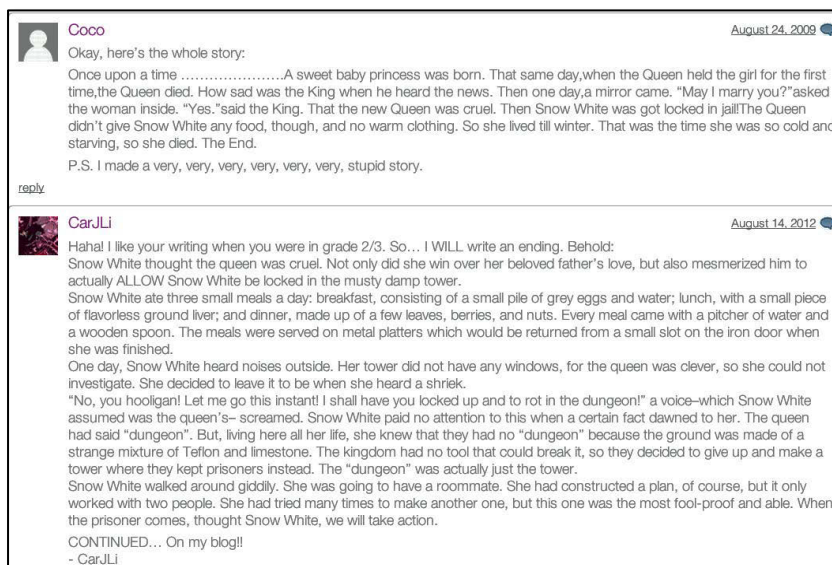 Coco
August 24, 2009
Okay, here's the whole story:
Once upon a time ………………….A sweet baby princess was born. That same day,when the Queen held the girl for the first
time,the Queen died. How sad was the King when he heard the news. Then one day,a mirror came. “May I marry you?”asked
the woman inside. “Yes.”said the King. That the new Queen was cruel. Then Snow White was got locked in jail!The Queen
didn't give Snow White any food, though, and no warm clothing. So she lived till winter. That was the time she was so cold and
starving, so she died. The End.
P.S. I made a very, very, very, very, very, very, stupid story.
reply
CarJLi
August 14, 2012
Haha! I like your writing when you were in grade 2/3. So… I WILL write an ending. Behold:
Snow White thought the queen was cruel. Not only did she win over her beloved father's love, but also mesmerized him to
actually ALLOW Snow White be locked in the musty damp tower.
Snow White ate three small meals a day: breakfast, consisting of a small pile of grey eggs and water; lunch, with a small piece
of flavorless ground liver; and dinner, made up of a few leaves, berries, and nuts. Every meal came with a pitcher of water and
a wooden spoon. The meals were served on metal platters which would be returned from a small slot on the iron door when
she was finished.
One day, Snow White heard noises outside. Her tower did not have any windows, for the queen was clever, so she could not
investigate. She decided to leave it to be when she heard a shriek.
“No, you hooligan! Let me go this instant! I shall have you locked up and to rot in the dungeon!” a voice–which Snow White
assumed was the queen's– screamed. Snow White paid no attention to this when a certain fact dawned to her. The queen
had said “dungeon”. But, living here all her life, she knew that they had no “dungeon” because the ground was made of a
strange mixture of Teflon and limestone. The kingdom had no tool that could break it, so they decided to give up and make a
tower where they kept prisoners instead. The “dungeon” was actually just the tower.
Snow White walked around giddily. She was going to have a roommate. She had constructed a plan, of course, but it only
worked with two people. She had tried many times to make another one, but this one was the most fool-proof and able. When
the prisoner comes, thought Snow White, we will take action.
CONTINUED… On my blog!!
- CarJLi